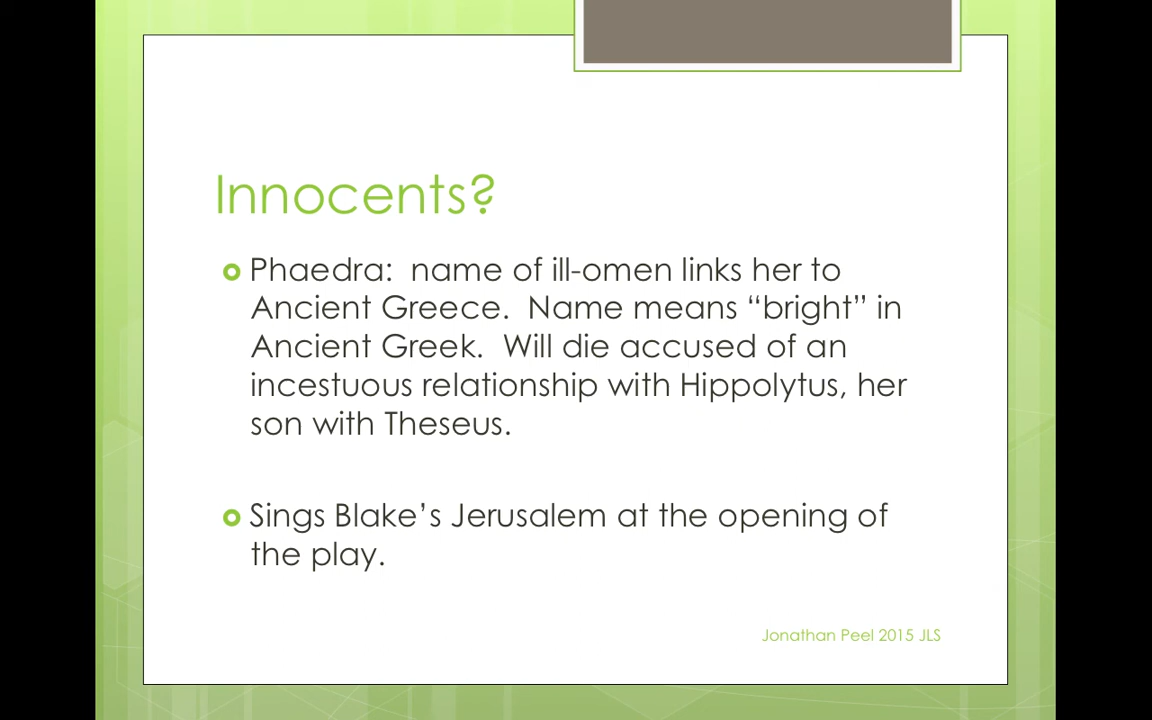 Innocents?
Phaedra:  name of ill-omen links her to
Ancient Greece.  Name means “bright” in
Ancient Greek.  Will die accused of an
incestuous relationship with Hippolytus, her
son with Theseus.
Sings Blake’s Jerusalem at the opening of
the play.
Jonathan Peel 2015 JLS